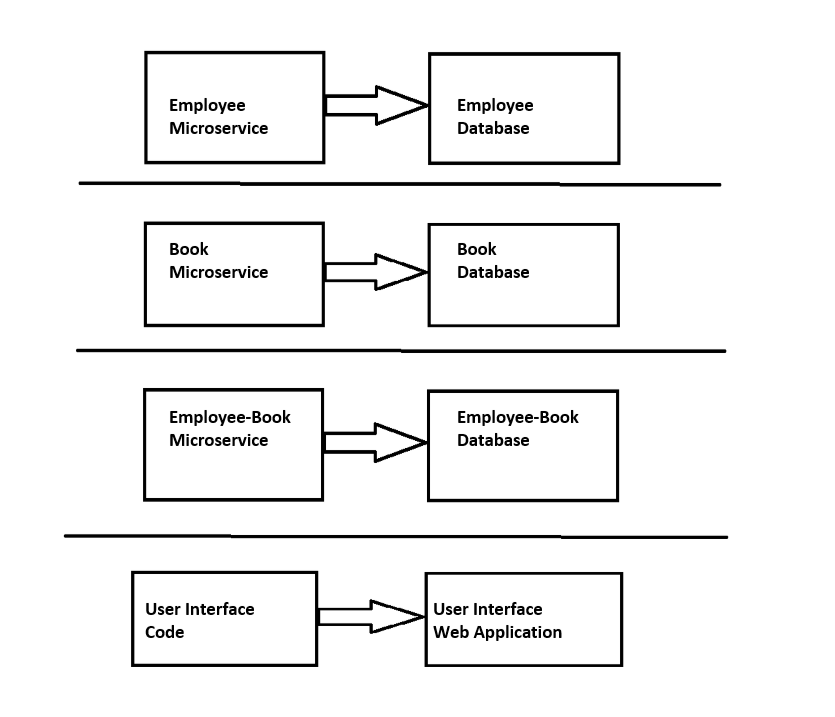 Employee
Microservice
Employee
Database
Book
Microservice
Book
Database
Employee-Book
Microservice
Employee-Book
Database
User Interface
Code
User Interface
Web Application